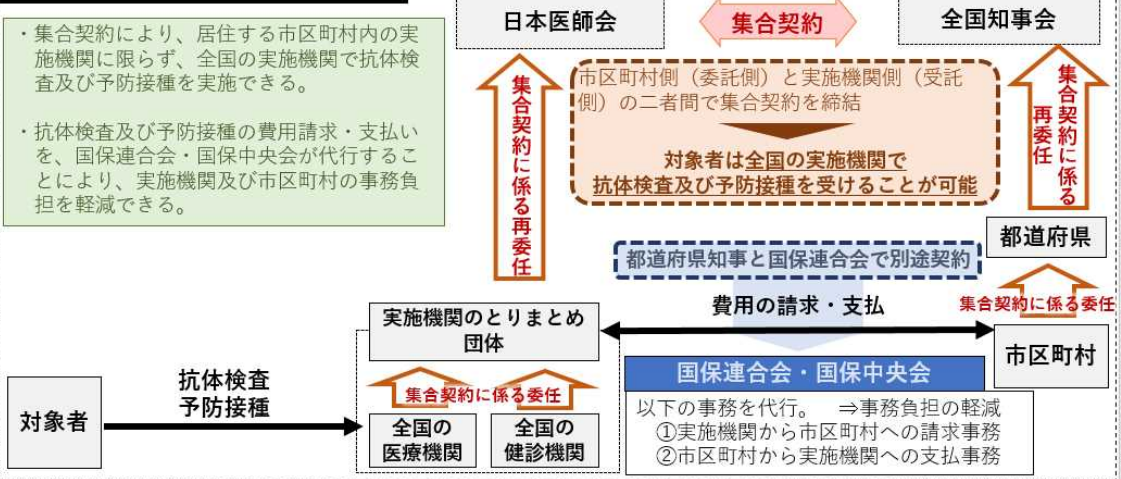 ・集合契約により、居住する市区町村内の実
施機関に限らず、全国の実施機関で抗体検
査及び予防接種を実施できる。
・抗体検査及び予防接種の費用請求・支払い
を、国保連合会・国保中央会が代行するこ
とにより、実施機関及び市区町村の事務負
担を軽減できる。
日本医師会
集合契約
全国知事会
集合契約に係る再委任
市区町村側（委託側）と実施機関側（受託
側）の二者間で集合契約を締結
対象者は全国の実施機関で
抗体検査及び予防接種を受けることが可能
集合契約に係る
再委任
都道府県
都道府県知事と国保連合会で別途契約
集合契約に係る委任
費用の請求・支払
実施機関のとりまとめ
団体
市区町村
国保連合会・国保中央会
抗体検査
予防接種
集合契約に係る委任
対象者
全国の
医療機関
全国の
健診機関
以下の事務を代行。　⇒事務負担の軽減
①実施機関から市区町村への請求事務
②市区町村から実施機関への支払事務